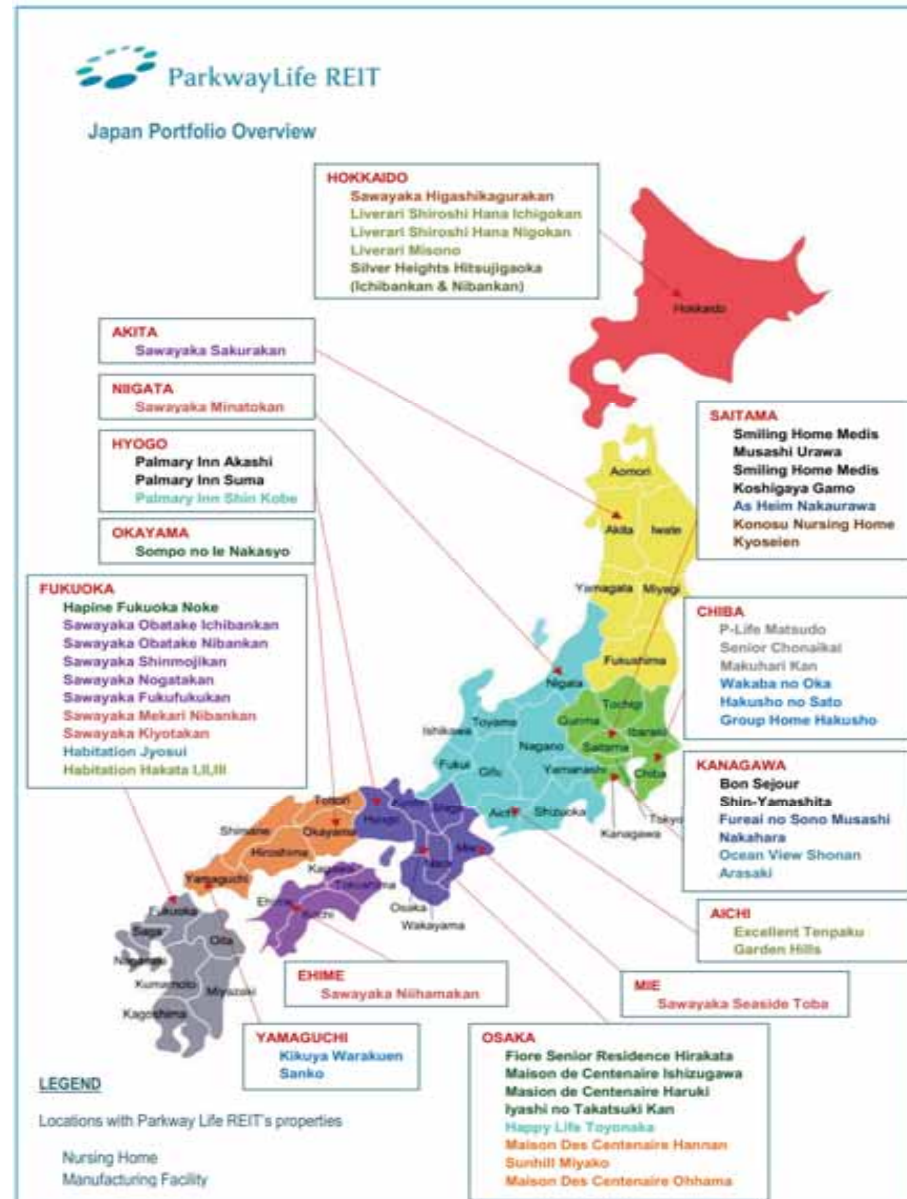 ParkwayLife REIT
Japan Portfolio Overview
HOKKAIDO
Sawayaka Higashikagurakan
Liverari Shiroshi Hana Ichigokan
Liverari Shiroshi Hana Nigokan
Liverari Misono
Silver Heights Hitsujigaoka
(Ichibankan & Nibankan)
Hokkaido
AKITA
Sawayaka Sakurakan
NIIGATA
Sawayaka Minatokan
HYOGO
Palmary Inn Akashi
Palmary Inn Suma
Palmary Inn Shin Kobe
OKAYAMA
Sompo no Ie Nakasyo
FUKUOKA
Hapine Fukuoka Noke
Sawayaka Obatake Ichibankan
Sawayaka Obatake Nibankan
Sawayaka Shinmojikan
Sawayaka Nogatakan
Sawayaka Fukufukukan
Sawayaka Mekari Nibankan
Sawayaka Kiyotakan
Habitation Jyosui
Habitation Hakata I,II,III
SAITAMA
Smiling Home Medis
Musashi Urawa
Smiling Home Medis
Koshigaya Gamo
As Heim Nakaurawa
Konosu Nursing Home
Kyoseien
CHIBA
P-Life Matsudo
Senior Chonaikai
Makuhari Kan
Wakaba no Oka
Hakusho no Sato
Group Home Hakusho
KANAGAWA
Bon Sejour
Shin-Yamashita
Fureai no Sono Musashi
Nakahara
Ocean View Shonan
Arasaki
AICHI
Excellent Tenpaku
Garden Hills
MIE
Sawayaka Seaside Toba
EHIME
Sawayaka Niihamakan
YAMAGUCHI
Kikuya Warakuen
Sanko
OSAKA
Fiore Senior Residence Hirakata
Maison de Centenaire Ishizugawa
Masion de Centenaire Haruki
Iyashi no Takatsuki Kan
Happy Life Toyonaka
Maison Des Centenaire Hannan
Sunhill Miyako
Maison Des Centenaire Ohhama
Aomori
Akita
Iwate
Yamagata
Miyagi
Fukushima
Niigata
Tochigi
Gunma
Ibaraki
Saitama
Ishikawa
Toyama
Nagano
Fukui
Gifu
Yamanashi
Chiba
Aichi
Shizuoka
Tokyo
Kanagawa
Tottori
Okayama
Shimane
Hiroshima
Yamaguchi
Hyogo
Shiga
Mie
Nara
Osaka
Wakayama
Kagawa
Tokushima
Ehime
Fukuoka
Saga
Oita
Kumamoto
Miyazaki
Kagoshima
LEGEND
Locations with Parkway Life REIT's properties
Nursing Home
Manufacturing Facility